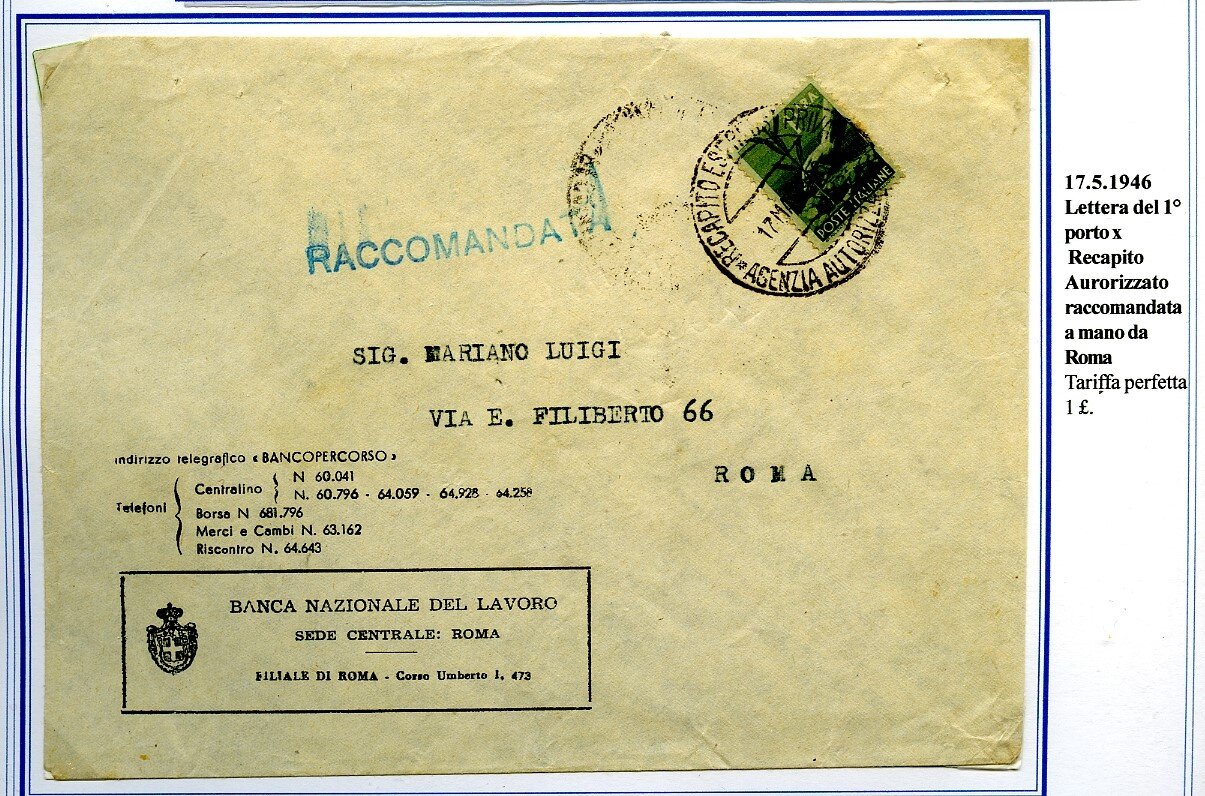 RACCOMANDATA
RECAPITO
AGENZIA
17
POSTE ITALIANE
SIG. MARIANO LUIGI
VIA E. FILIBERTO 66
ROMA
Indirizzo telegrafico «BANCOPERCORSO»
Telefoni
Centralino
N 60.041
N. 60.796 - 64.059 - 64.928 - 64.258
Borsa N 681.796
Merci e Cambi N. 63.162
Riscontro N. 64.643
BANCA NAZIONALE DEL LAVORO
SEDE CENTRALE: ROMA
FILIALE DI ROMA - Corso Umberto I, 473
17.5.1946
Lettera del 1°
porto x
Recapito
Aurorizzato
raccomandata
a mano da
Roma
Tariffa perfetta
1 £.